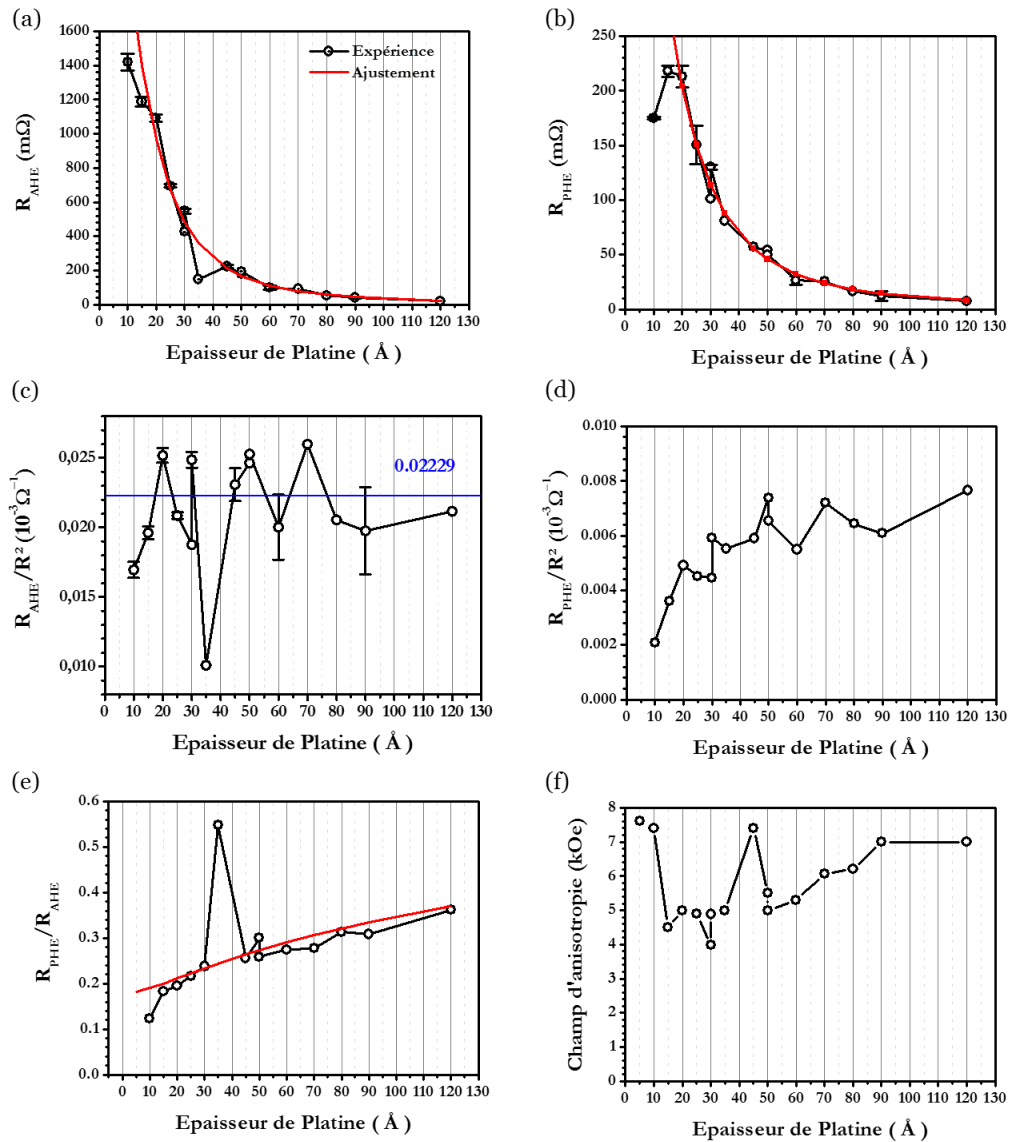 (a)
1600
1400
1200
1000
800
600
400
200
0
R_AHE (mΩ)
Expérience
Ajustement
0 10 20 30 40 50 60 70 80 90 100 110 120 130
Epaisseur de Platine ( Å )
(b)
250
200
150
100
50
0
R_PHE (mΩ)
0 10 20 30 40 50 60 70 80 90 100 110 120 130
Epaisseur de Platine ( Å )
(c)
0,025
0,020
0,015
0,010
R_AHE/R² (10⁻³Ω⁻¹)
0.02229
0 10 20 30 40 50 60 70 80 90 100 110 120 130
Epaisseur de Platine ( Å )
(d)
0.010
0.008
0.006
0.004
0.002
0.000
R_PHE/R² (10⁻³Ω⁻¹)
0 10 20 30 40 50 60 70 80 90 100 110 120 130
Epaisseur de Platine ( Å )
(e)
0.6
0.5
0.4
0.3
0.2
0.1
0.0
R_PHE/R_AHE
0 10 20 30 40 50 60 70 80 90 100 110 120 130
Epaisseur de Platine ( Å )
(f)
8
7
6
5
4
3
2
1
0
Champ d'anisotropie (kOe)
0 10 20 30 40 50 60 70 80 90 100 110 120 130
Epaisseur de Platine ( Å )